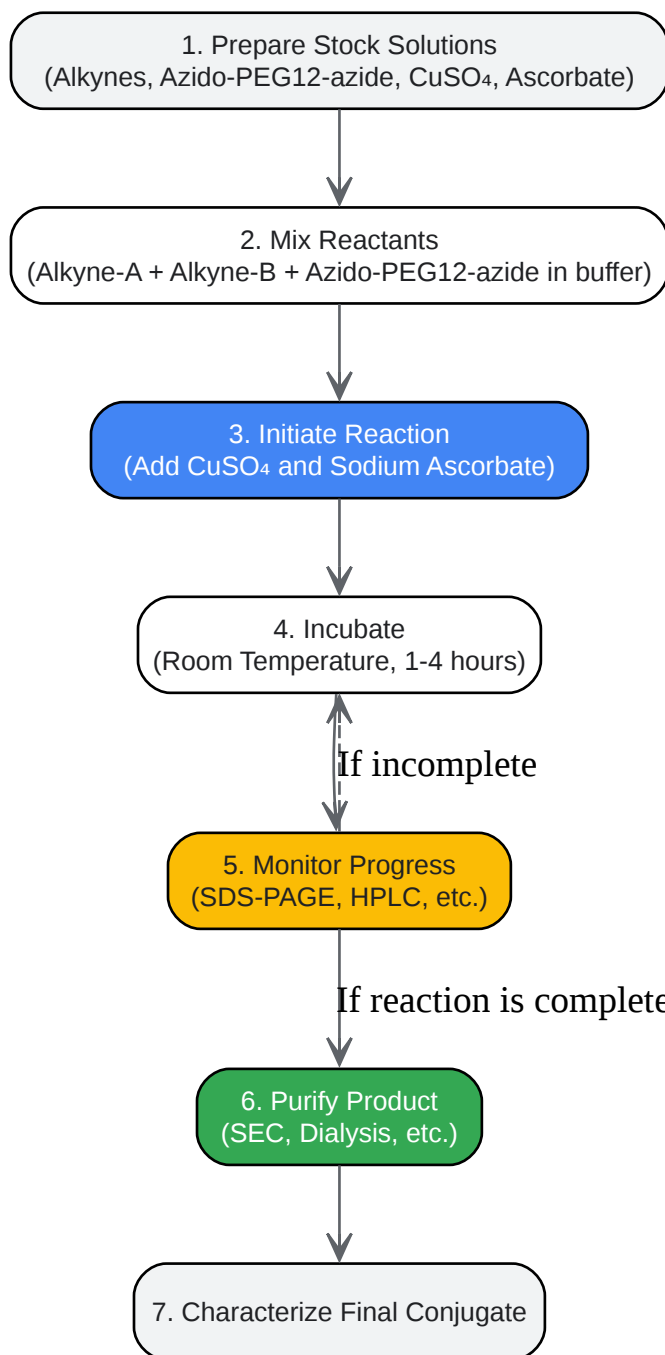 1. Prepare Stock Solutions
(Alkynes, Azido-PEG12-azide, CuSO₄, Ascorbate)
2. Mix Reactants
(Alkyne-A + Alkyne-B + Azido-PEG12-azide in buffer)
3. Initiate Reaction
(Add CuSO₄ and Sodium Ascorbate)
4. Incubate
(Room Temperature, 1-4 hours)
If incomplete
5. Monitor Progress
(SDS-PAGE, HPLC, etc.)
If reaction is complete
6. Purify Product
(SEC, Dialysis, etc.)
7. Characterize Final Conjugate